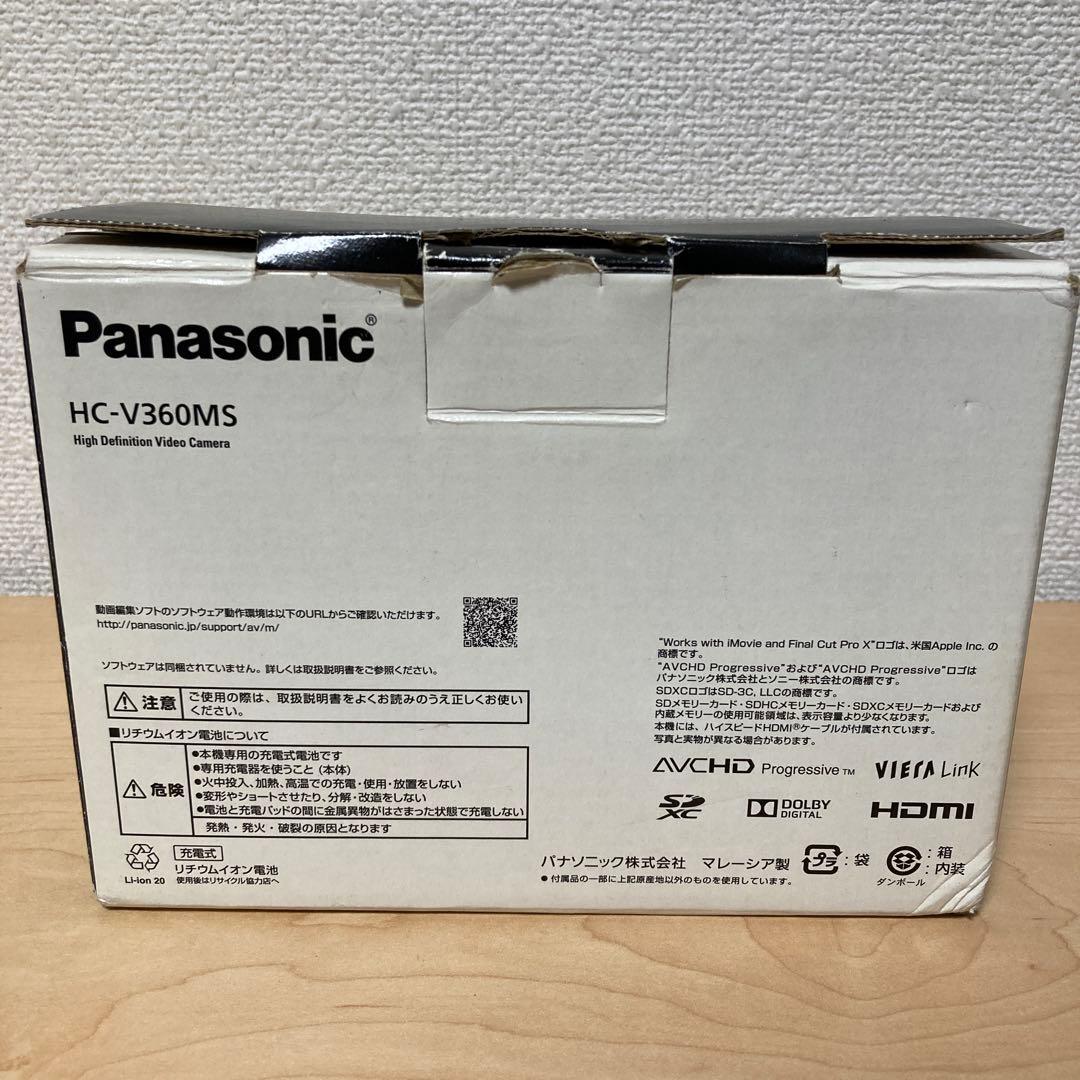 Panasonic®
HC-V360MS
High Definition Video Camera
動画編集ソフトのソフトウェア動作環境は以下のURLからご確認いただけます。
http://panasonic.jp/support/av/m/
ソフトウェアは同梱されていません。詳しくは取扱説明書をご参照ください。
注意
ご使用の際は、取扱説明書をよくお読みのうえ正しくお使い
ください。
■リチウムイオン電池について
危険
●本機専用の充電式電池です
●専用充電器を使うこと (本体)
●火中投入、加熱、高温での充電・使用・放置をしない
●変形やショートさせたり、分解・改造をしない
●電池と充電パッドの間に金属異物がはさまった状態で充電しない
発熱・発火・破裂の原因となります
充電式
リチウムイオン電池
Li-ion 20
使用後はリサイクル協力店へ
"Works with iMovie and Final Cut Pro X"ロゴは、米国Apple Inc. の
商標です。
"AVCHD Progressive"および"AVCHD Progressive"ロゴは
パナソニック株式会社とソニー株式会社の商標です。
SDXCロゴはSD-3C, LLCの商標です。
SDメモリーカード・SDHCメモリーカード・SDXCメモリーカードおよび
内蔵メモリーの使用可能領域は、表示容量より少なくなります。
本機には、ハイスピードHDMI®ケーブルが付属されています。
写真と実物が異なる場合があります。
AVCHD Progressive™
VIERA Link
SD XC
DOLBY
DIGITAL
HDMI
パナソニック株式会社 マレーシア製
●付属品の一部に上記原産地以外のものを使用しています。
プラ:袋
:箱
:内装
ダンボール